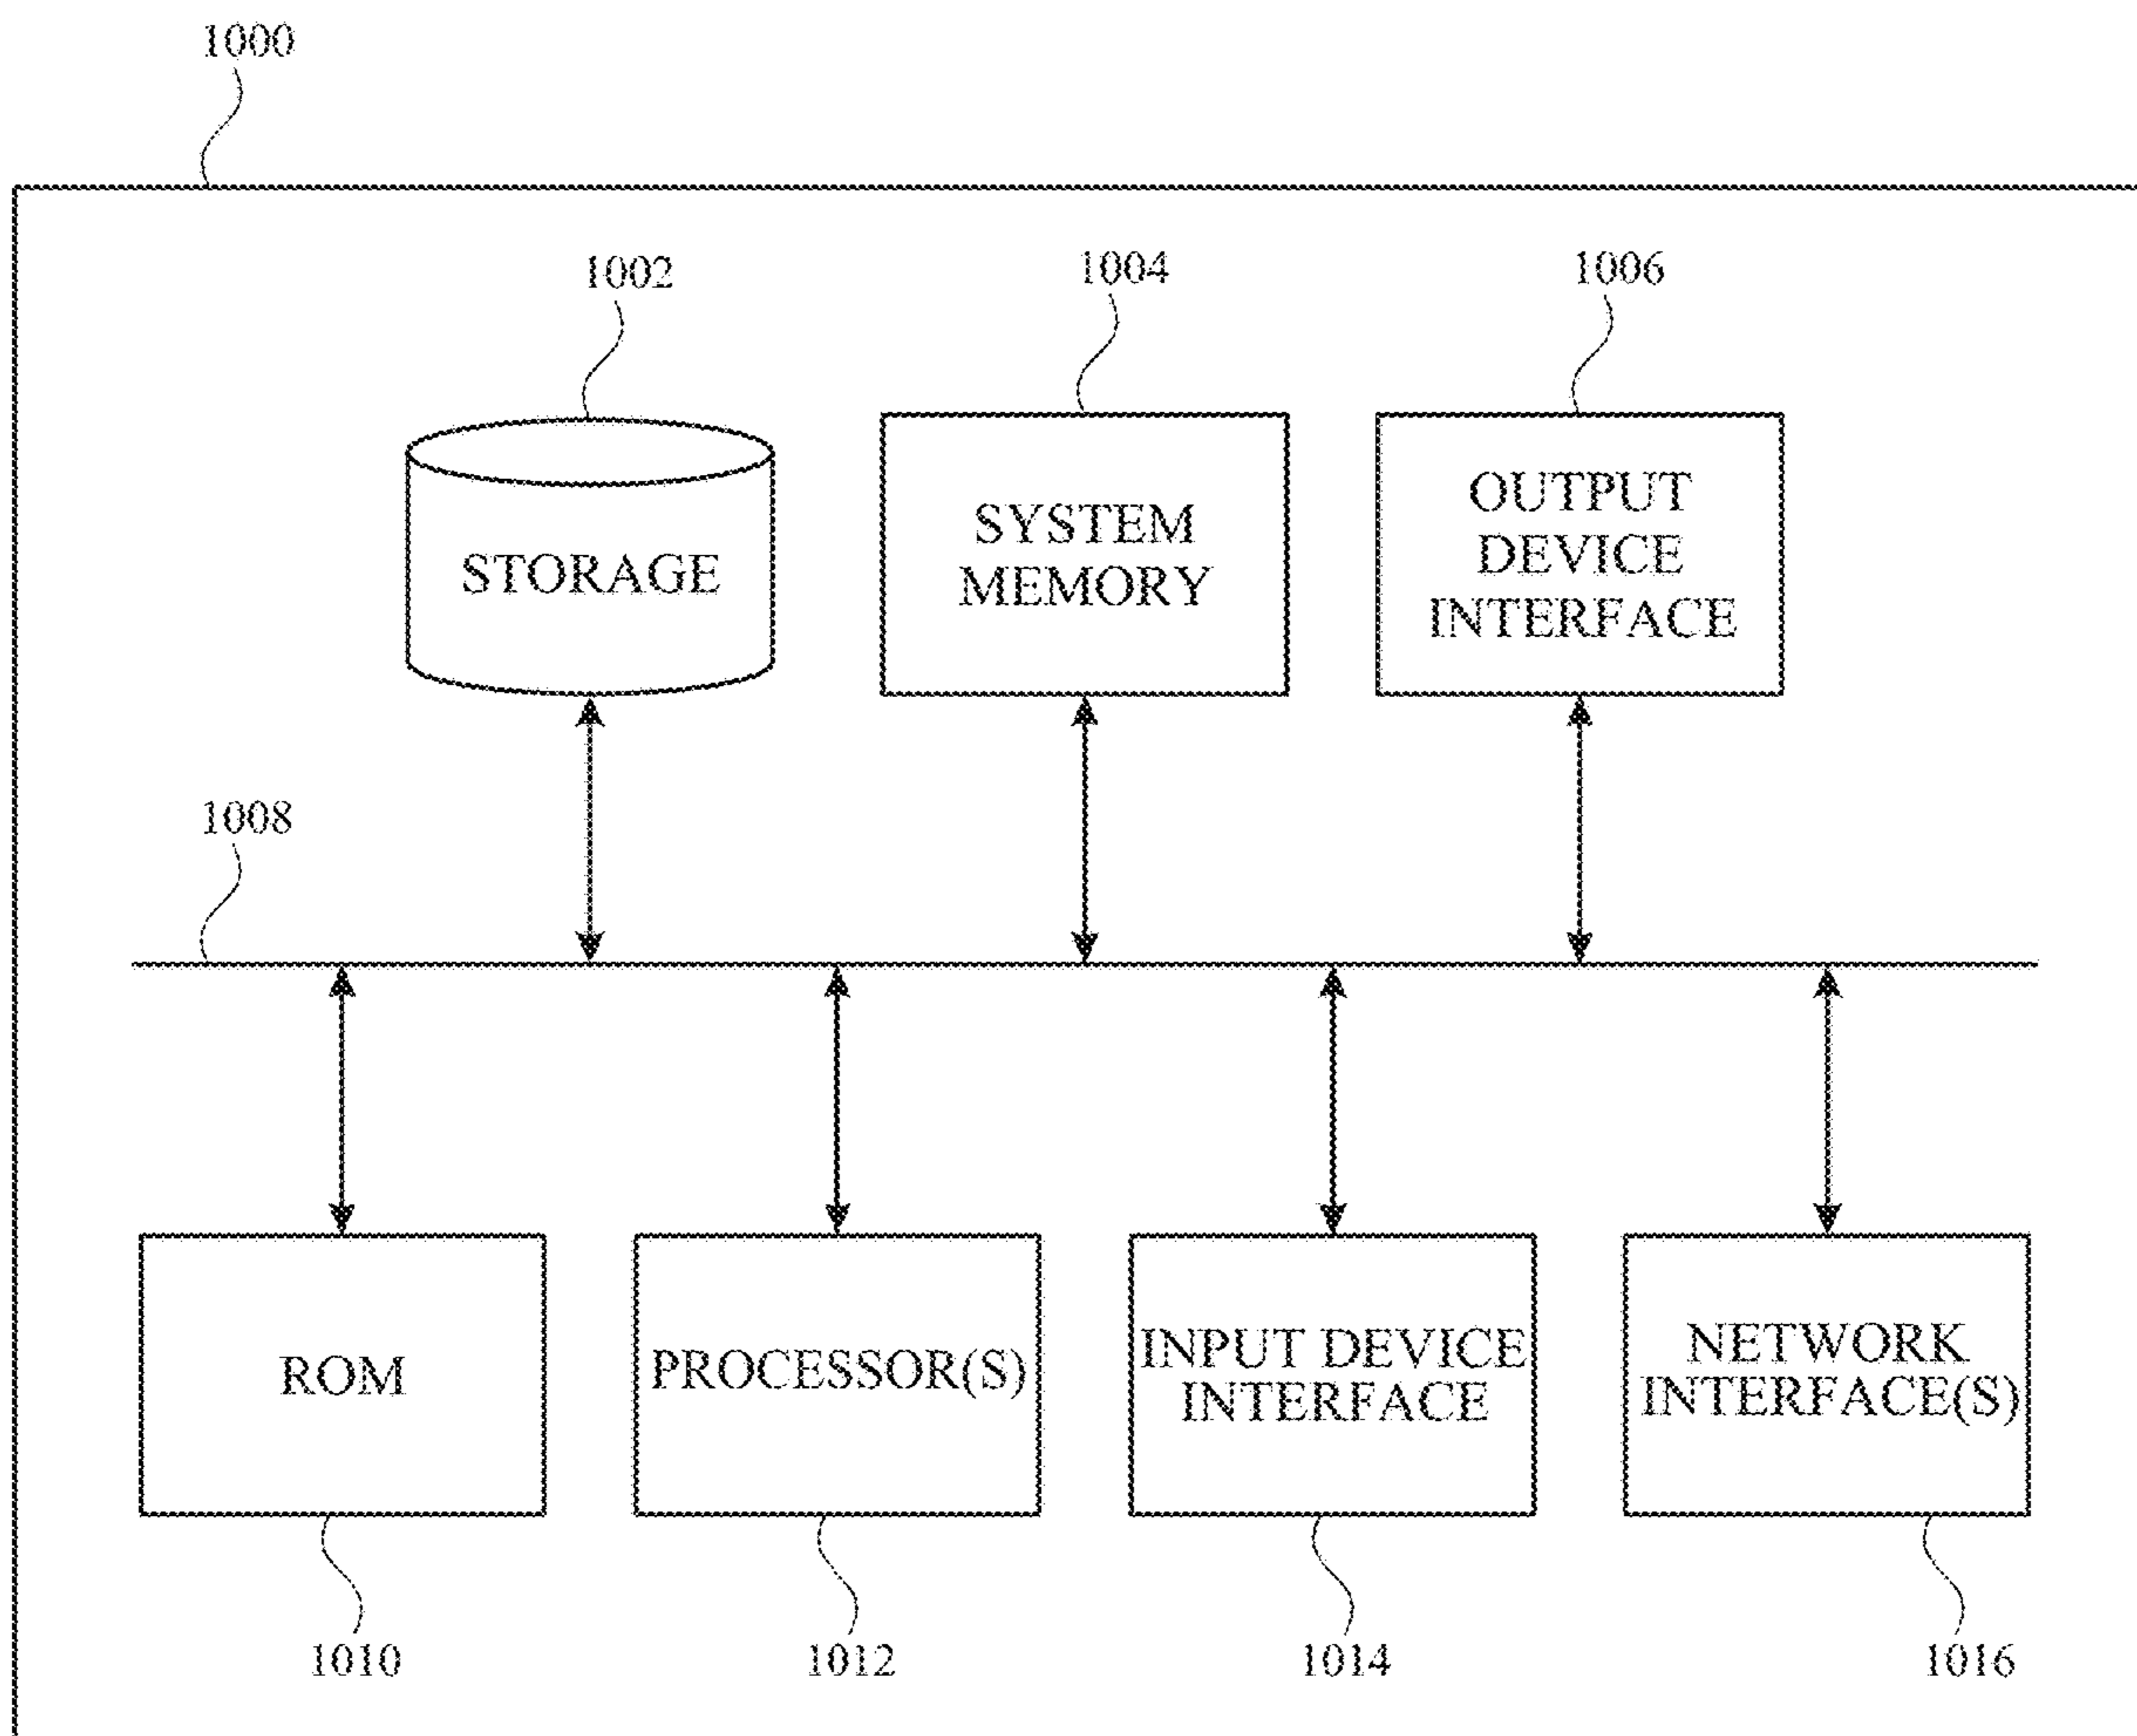 1000
1002
1004
1006
STORAGE
SYSTEM
MEMORY
OUTPUT
DEVICE
INTERFACE
1008
ROM
PROCESSOR(S)
INPUT DEVICE
INTERFACE
NETWORK
INTERFACE(S)
1010
1012
1014
1016